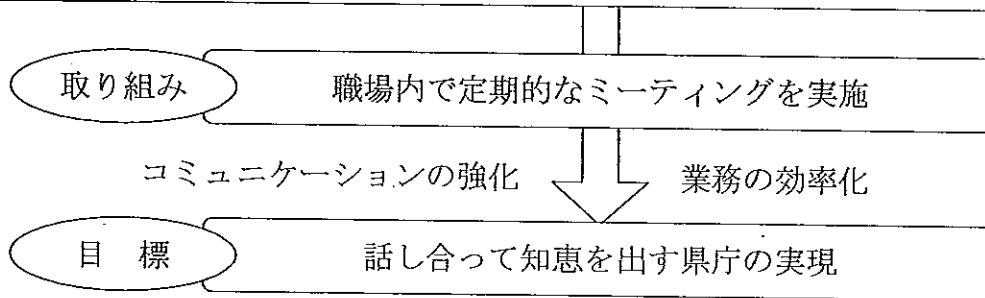 取り組み 職場内で定期的なミーティングを実施
コミュニケーションの強化 業務の効率化
目 標 話し合って知恵を出す県庁の実現